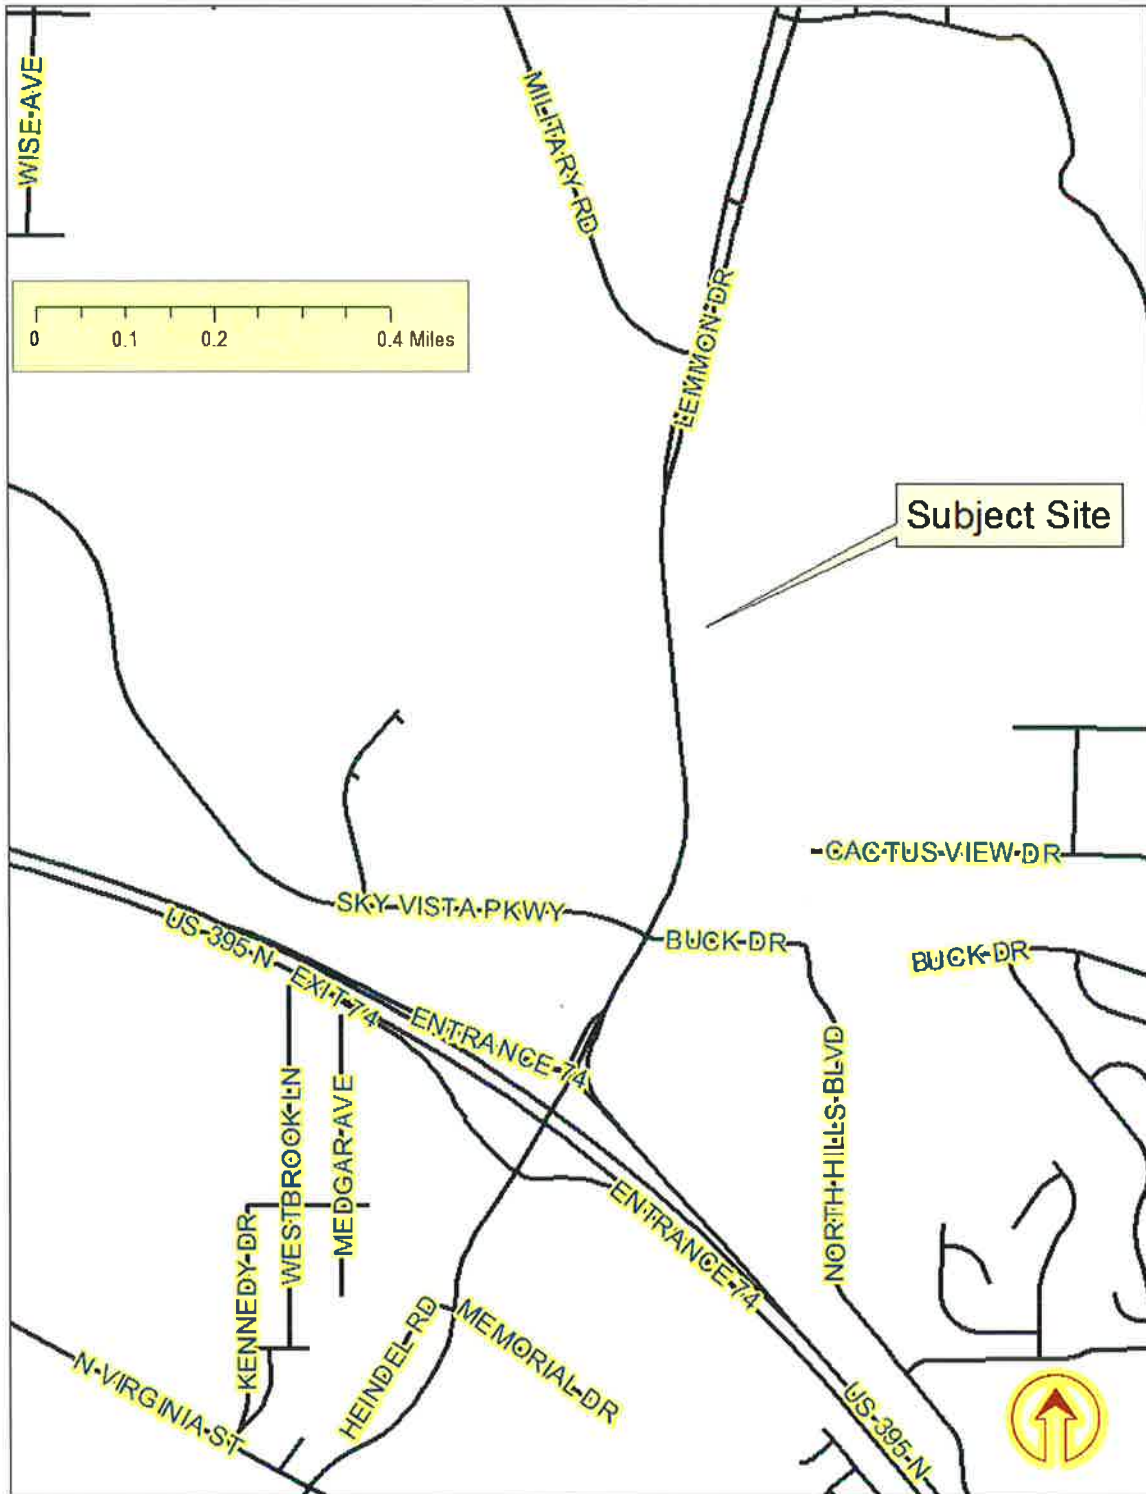 WISE AVE
MILITARY RD
LEMMON DR
0 0.1 0.2 0.4 Miles
Subject Site
CACTUS VIEW DR
SKY VISTA PKWY
BUCK DR
BUCK DR
US-395-N
EXIT 74
ENTRANCE 74
WESTBROOK LN
MEDGAR AVE
NORTH HILLS BLVD
ENTRANCE 74
KENNEDY DR
HEINDEL RD
MEMORIAL DR
N VIRGINIA ST
US-395-N